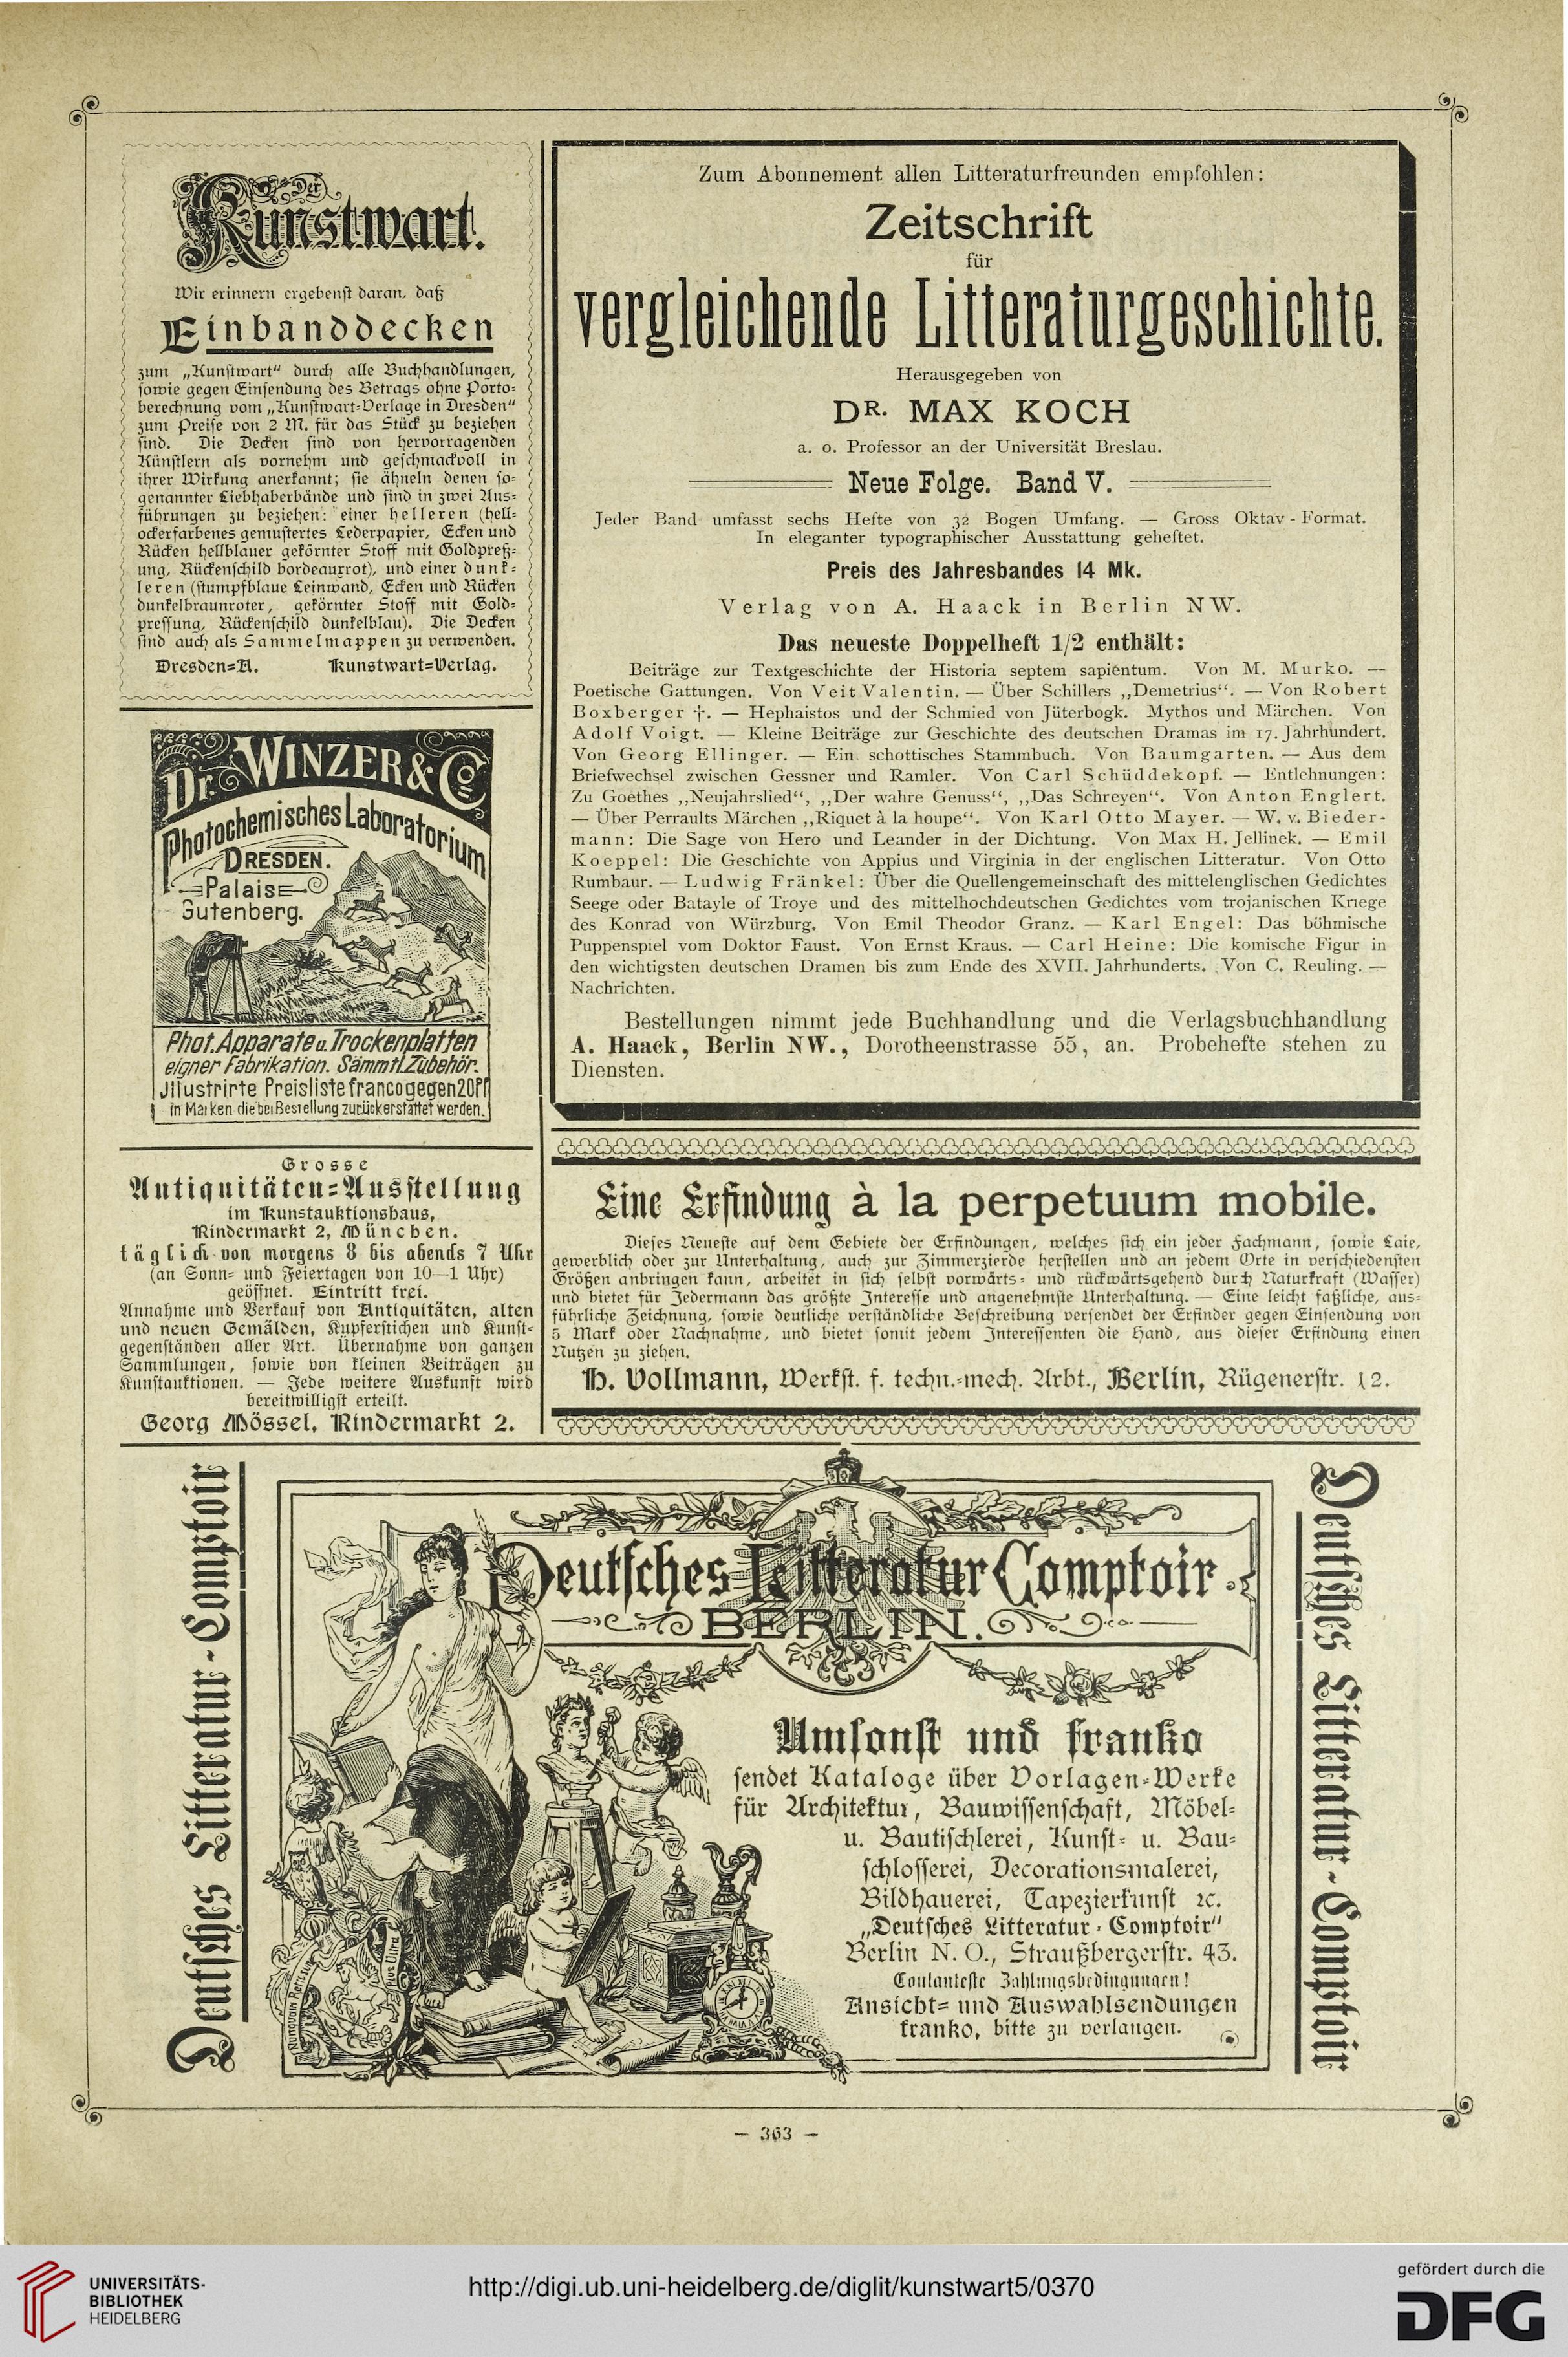 Der
Kunstwart.
Wir erinnern ergebenst daran, daß
Einbanddecken
zum „Kunstwart“ durch alle Buchhandlungen,
sowie gegen Einsendung des Betrags ohne Porto-
berechnung vom „Kunstwart-Verlage in Dresden“
zum Preise von 2 M. für das Stück zu beziehen
sind. Die Decken sind von hervorragenden
Künstlern als vornehm und geschmackvoll in
ihrer Wirkung anerkannt; sie ähneln denen so-
genannter Liebhaberbände und sind in zwei Aus-
führungen zu beziehen: einer helleren (hell-
ockerfarbenes gemustertes Lederpapier, Ecken und
Rücken hellblauer gekörnter Stoff mit Goldpreß-
ung, Rückenschild bordeauxrot), und einer dunk-
leren (stumpfblaue Leinwand, Ecken und Rücken
dunkelbraunroter, gekörnter Stoff mit Gold-
pressung, Rückenschild dunkelblau). Die Decken
sind auch als Sammelmappen zu verwenden.
Dresden-A. Kunstwart-Verlag.
Dr. WINZER & Co.
Photochemisches Laboratorium
DRESDEN.
Palais
Gutenberg.
Phot. Apparate u. Trockenplatten
eigner Fabrikation. Sämmtl. Zubehör.
Jllustrirte Preisliste franco gegen 20 Pf
in Marken die bei Bestellung zurückerstattet werden.
Grosse
Antiquitäten-Ausstellung
im Kunstauktionshaus,
Rindermarkt 2, München.
täglich von morgens 8 bis abends 7 Uhr
(an Sonn- und Feiertagen von 10—1 Uhr)
geöffnet. Eintritt frei.
Annahme und Verkauf von Antiquitäten, alten
und neuen Gemälden, Kupferstichen und Kunst-
gegenständen aller Art. Übernahme von ganzen
Sammlungen, sowie von kleinen Beiträgen zu
Kunstauktionen. — Jede weitere Auskunft wird
bereitwilligst erteilt.
Georg Mössel, Rindermarkt 2.
Zum Abonnement allen Litteraturfreunden empfohlen:
Zeitschrift
für
vergleichende Litteraturgeschichte.
Herausgegeben von
DR. MAX KOCH
a. o. Professor an der Universität Breslau.
Neue Folge. Band V.
Jeder Band umfasst sechs Hefte von 32 Bogen Umfang. — Gross Oktav-Format.
In eleganter typographischer Ausstattung geheftet.
Preis des Jahresbandes 14 Mk.
Verlag von A. Haack in Berlin NW.
Das neueste Doppelheft 1/2 enthält:
Beiträge zur Textgeschichte der Historia septem sapientum. Von M. Murko. —
Poetische Gattungen. Von Veit Valentin. — Über Schillers „Demetrius“. — Von Robert
Boxberger †. — Hephaistos und der Schmied von Jüterbogk. Mythos und Märchen. Von
Adolf Voigt. — Kleine Beiträge zur Geschichte des deutschen Dramas im 17. Jahrhundert.
Von Georg Ellinger. — Ein schottisches Stammbuch. Von Baumgarten. — Aus dem
Briefwechsel zwischen Gessner und Ramler. Von Carl Schüddekopf. — Entlehnungen:
Zu Goethes „Neujahrslied“, „Der wahre Genuss“, „Das Schreyen“. Von Anton Englert.
— Über Perraults Märchen „Riquet à la houpe“. Von Karl Otto Mayer. — W. v. Bieder-
mann: Die Sage von Hero und Leander in der Dichtung. Von Max H. Jellinek. — Emil
Koeppel: Die Geschichte von Appius und Virginia in der englischen Litteratur. Von Otto
Rumbaur. — Ludwig Fränkel: Über die Quellengemeinschaft des mittelenglischen Gedichtes
Seege oder Batayle of Troye und des mittelhochdeutschen Gedichtes vom trojanischen Kriege
des Konrad von Würzburg. Von Emil Theodor Granz. — Karl Engel: Das böhmische
Puppenspiel vom Doktor Faust. Von Ernst Kraus. — Carl Heine: Die komische Figur in
den wichtigsten deutschen Dramen bis zum Ende des XVII. Jahrhunderts. Von C. Reuling. —
Nachrichten.
Bestellungen nimmt jede Buchhandlung und die Verlagsbuchhandlung
A. Haack, Berlin NW., Dorotheenstrasse 55, an. Probehefte stehen zu
Diensten.
Eine Erfindung à la perpetuum mobile.
Dieses Neueste auf dem Gebiete der Erfindungen, welches sich ein jeder Fachmann, sowie Laie,
gewerblich oder zur Unterhaltung, auch zur Zimmerzierde herstellen und an jedem Orte in verschiedensten
Größen anbringen kann, arbeitet in sich selbst vorwärts- und rückwärtsgehend durch Naturkraft (Wasser)
und bietet für Jedermann das größte Interesse und angenehmste Unterhaltung. — Eine leicht faßliche, aus-
führliche Zeichnung, sowie deutliche verständliche Beschreibung versendet der Erfinder gegen Einsendung von
5 Mark oder Nachnahme, und bietet somit jedem Interessenten die Hand, aus dieser Erfindung einen
Nutzen zu ziehen.
H. Vollmann, Werkst. f. techn.-mech. Arbt., Berlin, Rügenerstr. 12.
Deutsches Litteratur-Comptoir
Deutsches Litteratur Comptoir.
BERLIN.
Nunquam Retrorsum
Plus Ultra
Umsonst und franko
sendet Kataloge über Vorlagen-Werke
für Architektur, Bauwissenschaft, Möbel-
u. Bautischlerei, Kunst- u. Bau-
schlosserei, Decorationsmalerei,
Bildhauerei, Tapezierkunst ꝛc.
„Deutsches Litteratur-Comptoir“
Berlin N. O., Straußbergerstr. 43.
Coulanteste Zahlungsbedingungen!
Ansicht- und Auswahlsendungen
franko, bitte zu verlangen.
Deutsches Litteratur-Comptoir
— 363 —
UNIVERSITÄTS-
BIBLIOTHEK
HEIDELBERG
http://digi.ub.uni-heidelberg.de/diglit/kunstwart5/0370
gefördert durch die
DFG